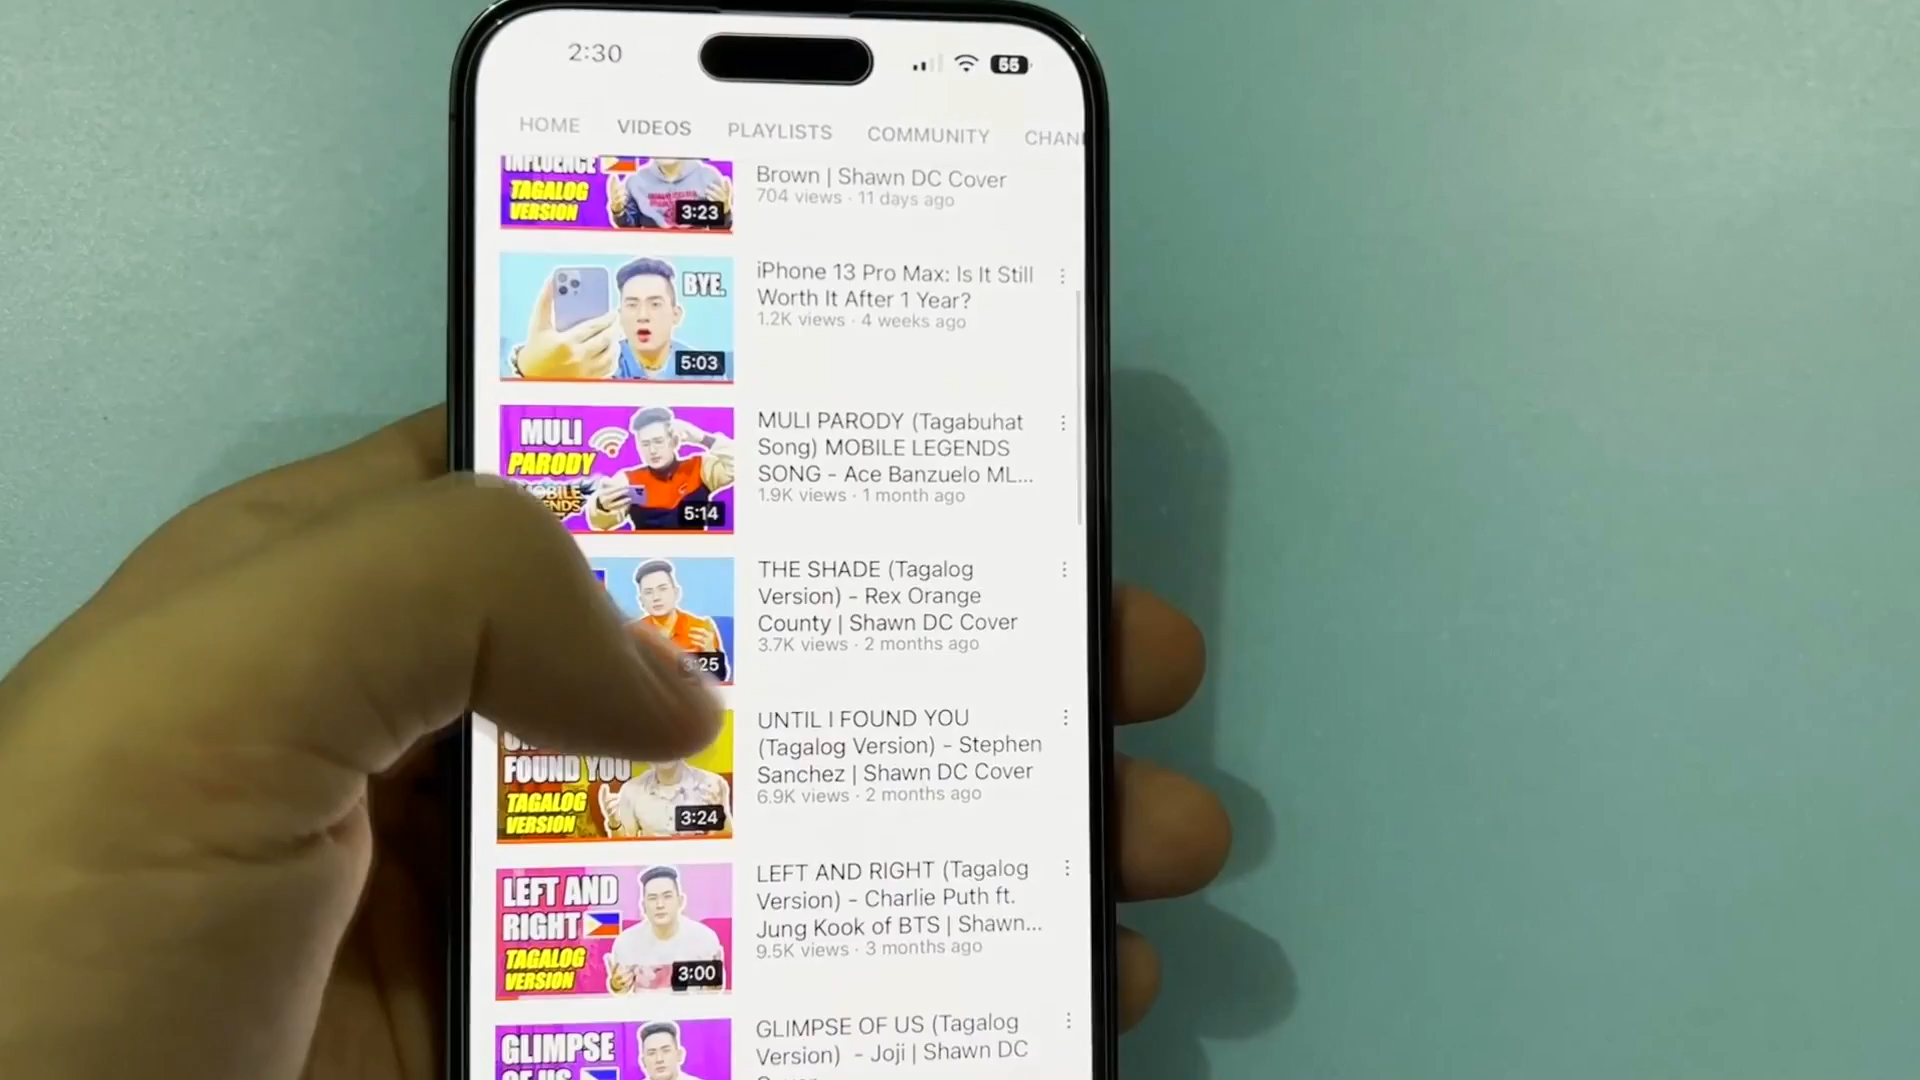 2:30
55
HOME VIDEOS PLAYLISTS COMMUNITY CHAN
INFLUENCE
TAGALOG
VERSION
3:23
Brown | Shawn DC Cover
704 views · 11 days ago
BYE.
5:03
iPhone 13 Pro Max: Is It Still
Worth It After 1 Year?
1.2K views · 4 weeks ago
MULI
PARODY
5:14
MULI PARODY (Tagabuhat
Song) MOBILE LEGENDS
SONG - Ace Banzuelo ML...
1.9K views · 1 month ago
3:25
THE SHADE (Tagalog
Version) - Rex Orange
County | Shawn DC Cover
3.7K views · 2 months ago
FOUND YOU
TAGALOG
VERSION
3:24
UNTIL I FOUND YOU
(Tagalog Version) - Stephen
Sanchez | Shawn DC Cover
6.9K views · 2 months ago
LEFT AND
RIGHT
TAGALOG
VERSION
3:00
LEFT AND RIGHT (Tagalog
Version) - Charlie Puth ft.
Jung Kook of BTS | Shawn...
9.5K views · 3 months ago
GLIMPSE
OF US
GLIMPSE OF US (Tagalog
Version) - Joji | Shawn DC